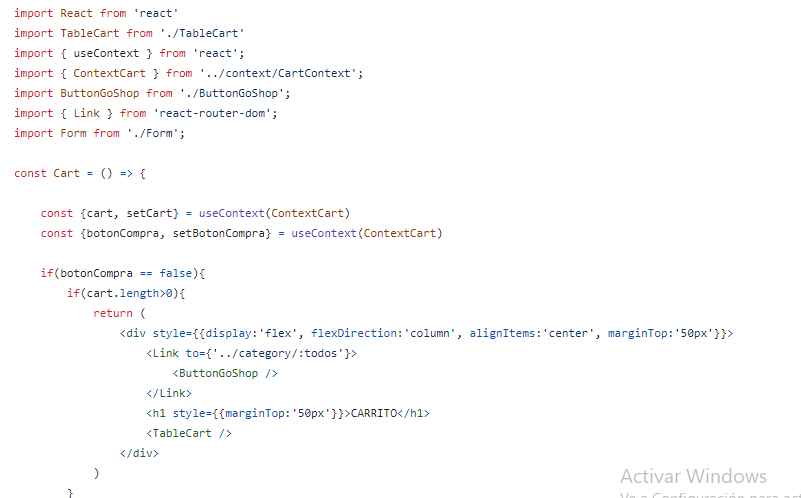 import React from 'react'
import TableCart from './TableCart'
import { useContext } from 'react';
import { ContextCart } from '../context/CartContext';
import ButtonGoShop from './ButtonGoShop';
import { Link } from 'react-router-dom';
import Form from './Form';
const Cart = () => {
const {cart, setCart} = useContext(ContextCart)
const {botonCompra, setBotonCompra} = useContext(ContextCart)
if(botonCompra == false){
if(cart.length>0){
return (
<div style={{display:'flex', flexDirection:'column', alignItems:'center', marginTop:'50px'}}>
<Link to={'../category/:todos'}>
<ButtonGoShop />
</Link>
<h1 style={{marginTop:'50px'}}>CARRITO</h1>
<TableCart />
</div>
)
}
Activar Windows
Ve a Configuración para